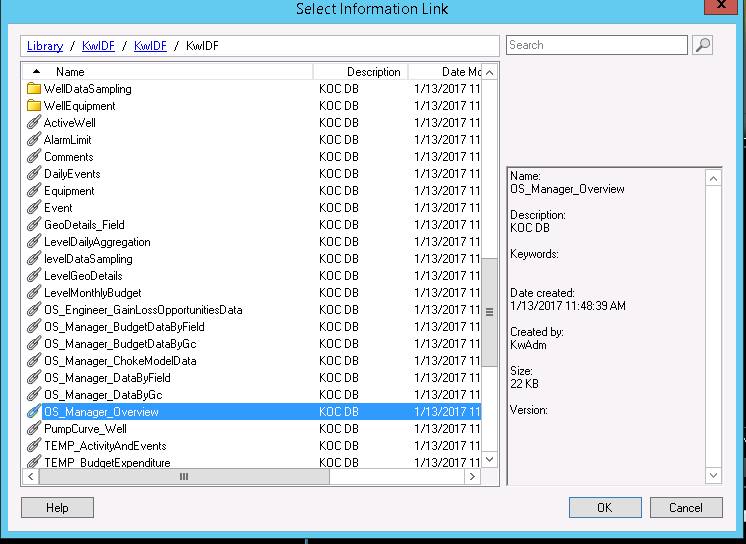 Select Information Link
x
Library / KwIDF / KwIDF / KwIDF
Search
Name Description Date Mo
WellDataSampling KOC DB 1/13/2017 11
WellEquipment KOC DB 1/13/2017 11
ActiveWell KOC DB 1/13/2017 11
AlarmLimit KOC DB 1/13/2017 11
Comments KOC DB 1/13/2017 11
DailyEvents KOC DB 1/13/2017 11
Equipment KOC DB 1/13/2017 11
Event KOC DB 1/13/2017 11
GeoDetails_Field KOC DB 1/13/2017 11
LevelDailyAggregation KOC DB 1/13/2017 11
levelDataSampling KOC DB 1/13/2017 11
LevelGeoDetails KOC DB 1/13/2017 11
LevelMonthlyBudget KOC DB 1/13/2017 11
OS_Engineer_GainLossOpportunitiesData KOC DB 1/13/2017 11
OS_Manager_BudgetDataByField KOC DB 1/13/2017 11
OS_Manager_BudgetDataByGc KOC DB 1/13/2017 11
OS_Manager_ChokeModelData KOC DB 1/13/2017 11
OS_Manager_DataByField KOC DB 1/13/2017 11
OS_Manager_DataByGc KOC DB 1/13/2017 11
OS_Manager_Overview KOC DB 1/13/2017 11
PumpCurve_Well KOC DB 1/13/2017 11
TEMP_ActivityAndEvents KOC DB 1/13/2017 11
TEMP_BudgetExpenditure KOC DB 1/13/2017 11
Name:
OS_Manager_Overview
Description:
KOC DB
Keywords:
Date created:
1/13/2017 11:48:39 AM
Created by:
KwAdm
Size:
22 KB
Version:
Help
OK
Cancel